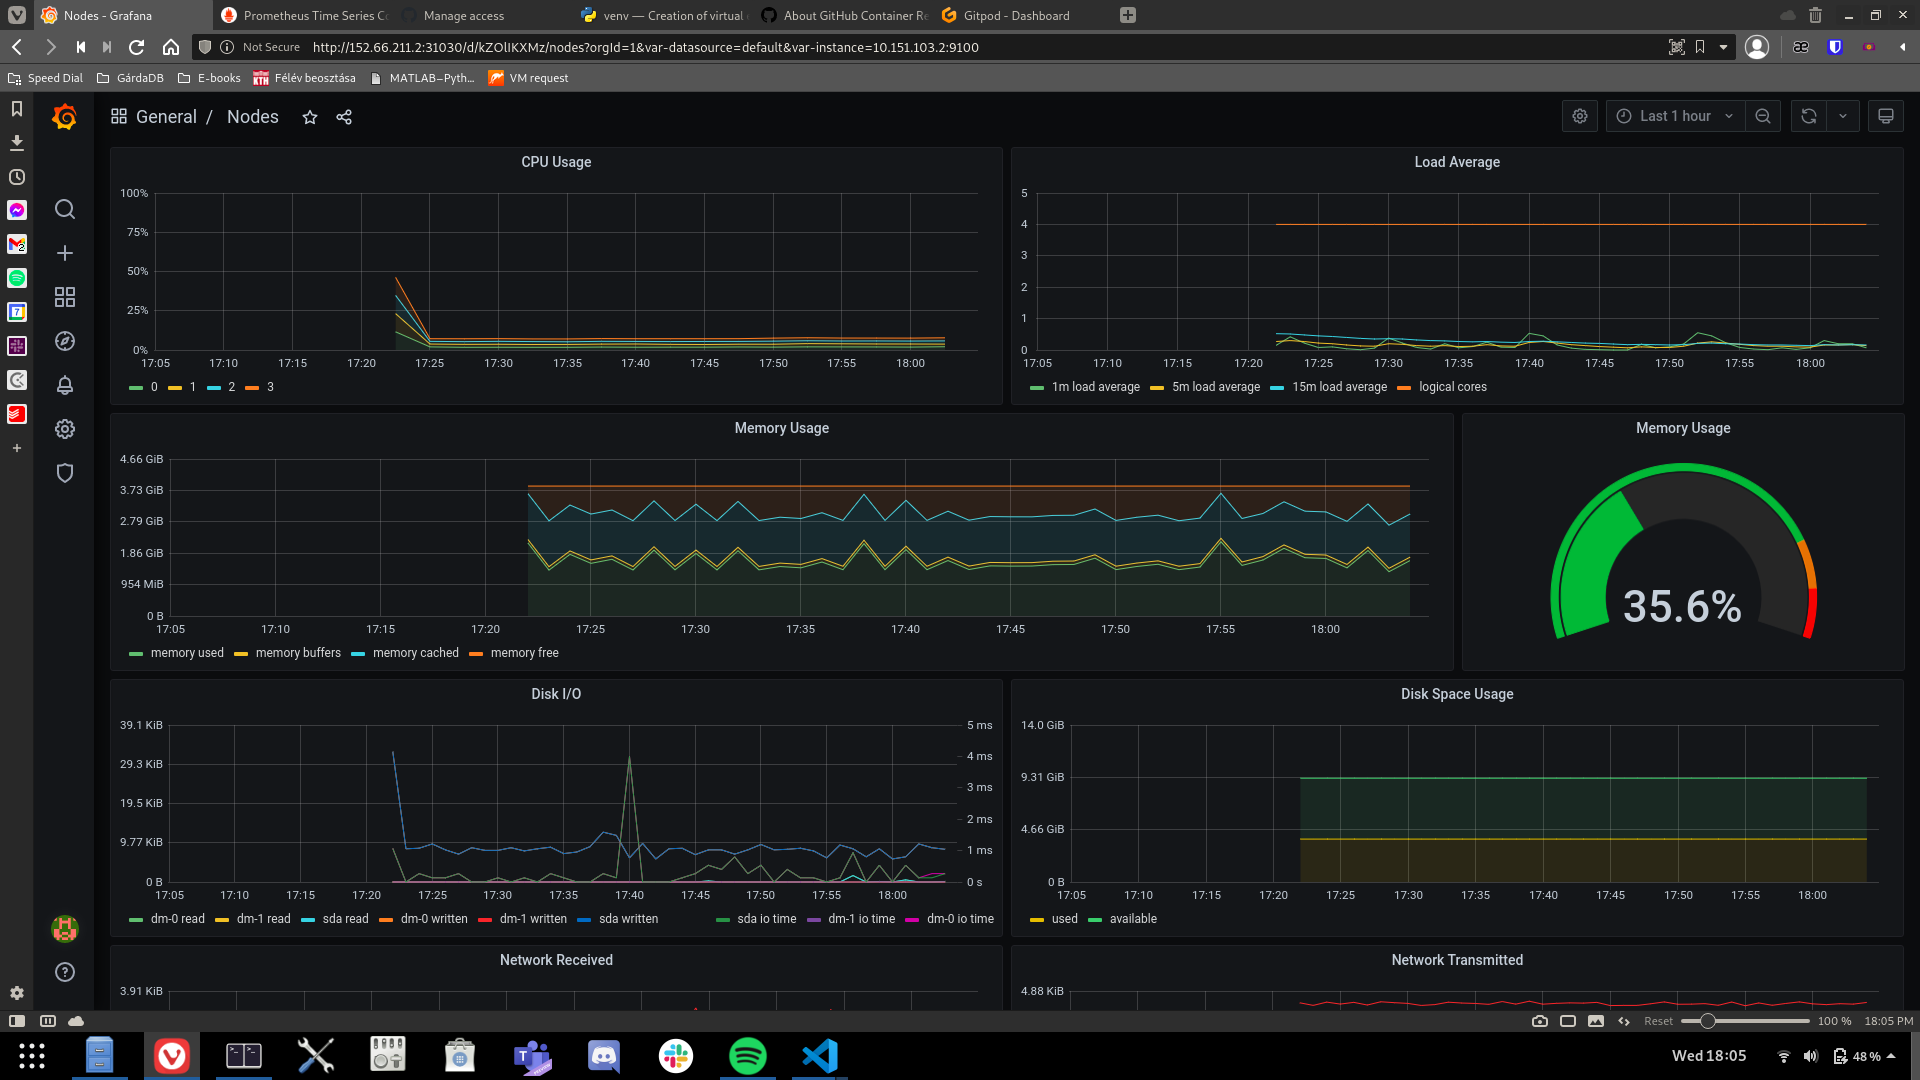 Nodes - Grafana
Prometheus Time Series Co
Manage access
venv — Creation of virtual
About GitHub Container Re
Gitpod - Dashboard
Not Secure
http://152.66.211.2:31030/d/kZOlIKXMz/nodes?orgId=1&var-datasource=default&var-instance=10.151.103.2:9100
Speed Dial
GárdaDB
E-books
KTH Félév beosztása
MATLAB–Pyth...
VM request
General / Nodes
Last 1 hour
CPU Usage
100%
75%
50%
25%
0%
17:05 17:10 17:15 17:20 17:25 17:30 17:35 17:40 17:45 17:50 17:55 18:00
0 1 2 3
Load Average
5
4
3
2
1
0
17:05 17:10 17:15 17:20 17:25 17:30 17:35 17:40 17:45 17:50 17:55 18:00
1m load average 5m load average 15m load average logical cores
Memory Usage
4.66 GiB
3.73 GiB
2.79 GiB
1.86 GiB
954 MiB
0 B
17:05 17:10 17:15 17:20 17:25 17:30 17:35 17:40 17:45 17:50 17:55 18:00
memory used memory buffers memory cached memory free
Memory Usage
35.6%
Disk I/O
39.1 KiB
29.3 KiB
19.5 KiB
9.77 KiB
0 B
5 ms
4 ms
3 ms
2 ms
1 ms
0 s
17:05 17:10 17:15 17:20 17:25 17:30 17:35 17:40 17:45 17:50 17:55 18:00
dm-0 read dm-1 read sda read dm-0 written dm-1 written sda written sda io time dm-1 io time dm-0 io time
Disk Space Usage
14.0 GiB
9.31 GiB
4.66 GiB
0 B
17:05 17:10 17:15 17:20 17:25 17:30 17:35 17:40 17:45 17:50 17:55 18:00
used available
Network Received
3.91 KiB
Network Transmitted
4.88 KiB
Reset
100 %
18:05 PM
Wed 18:05
48 %